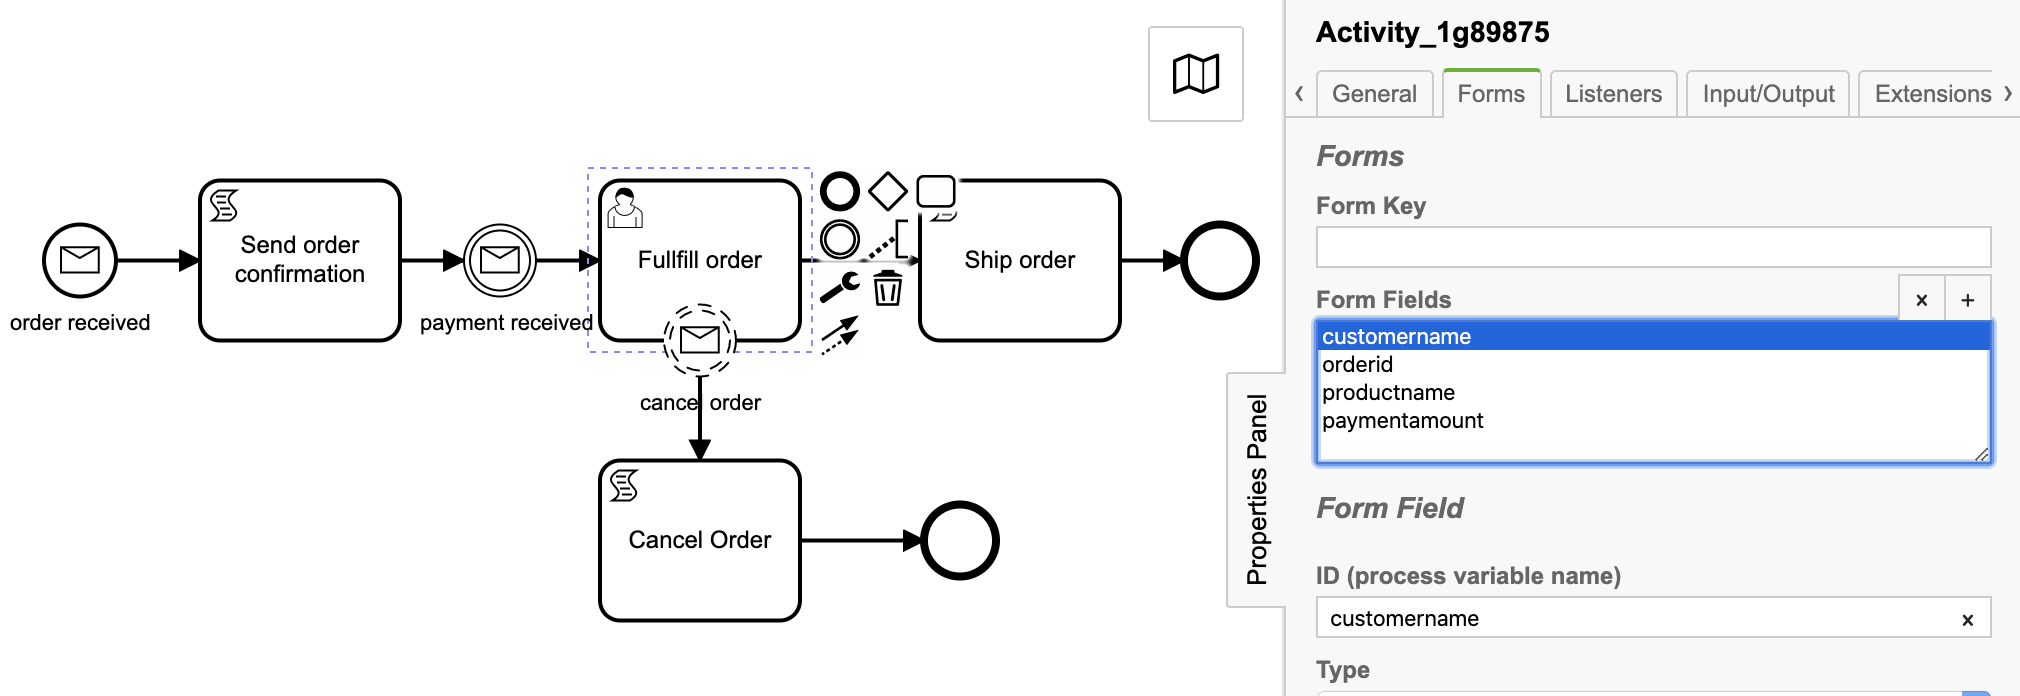 Activity_1g89875
General
Forms
Listeners
Input/Output
Extensions
Forms
Form Key
Form Fields
customername
orderid
productname
paymentamount
Form Field
ID (process variable name)
customername
Type
Properties Panel
order received
Send order
confirmation
payment received
Fullfill order
Ship order
cancel order
Cancel Order